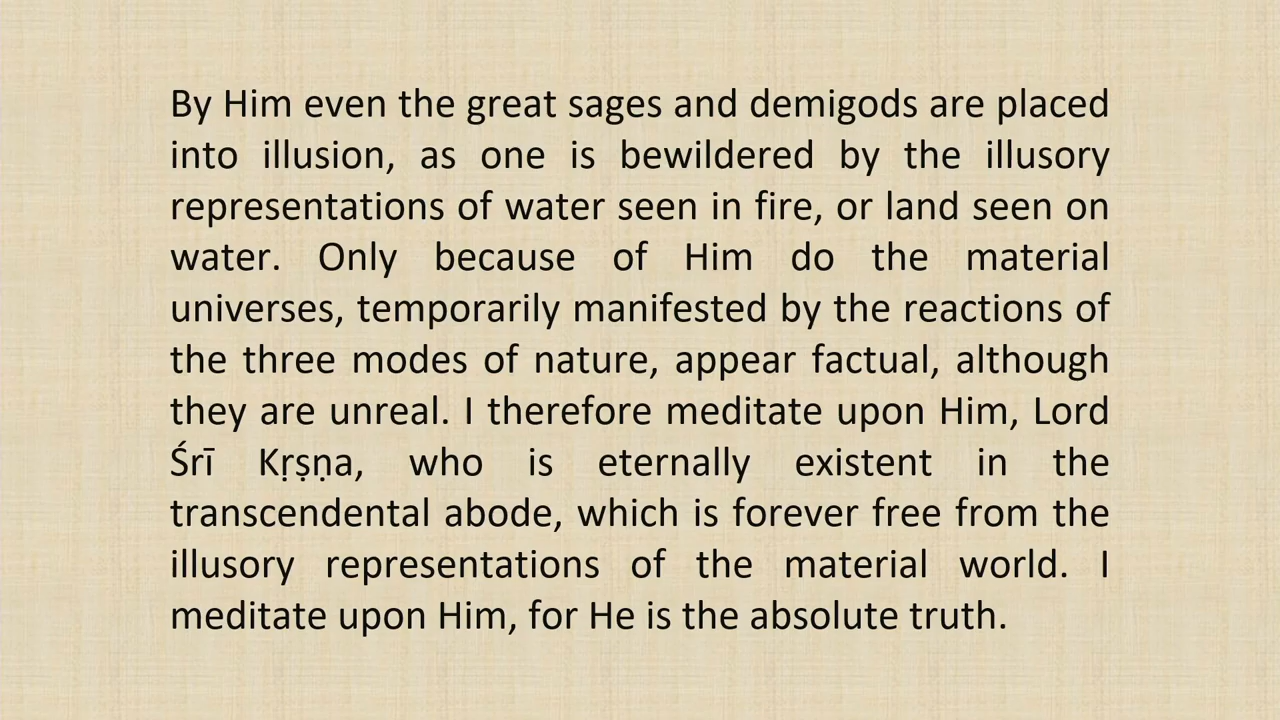 By Him even the great sages and demigods are placed
into illusion, as one is bewildered by the illusory
representations of water seen in fire, or land seen on
water. Only because of Him do the material
universes, temporarily manifested by the reactions of
the three modes of nature, appear factual, although
they are unreal. I therefore meditate upon Him, Lord
Śrī Kṛṣṇa, who is eternally existent in the
transcendental abode, which is forever free from the
illusory representations of the material world. I
meditate upon Him, for He is the absolute truth.